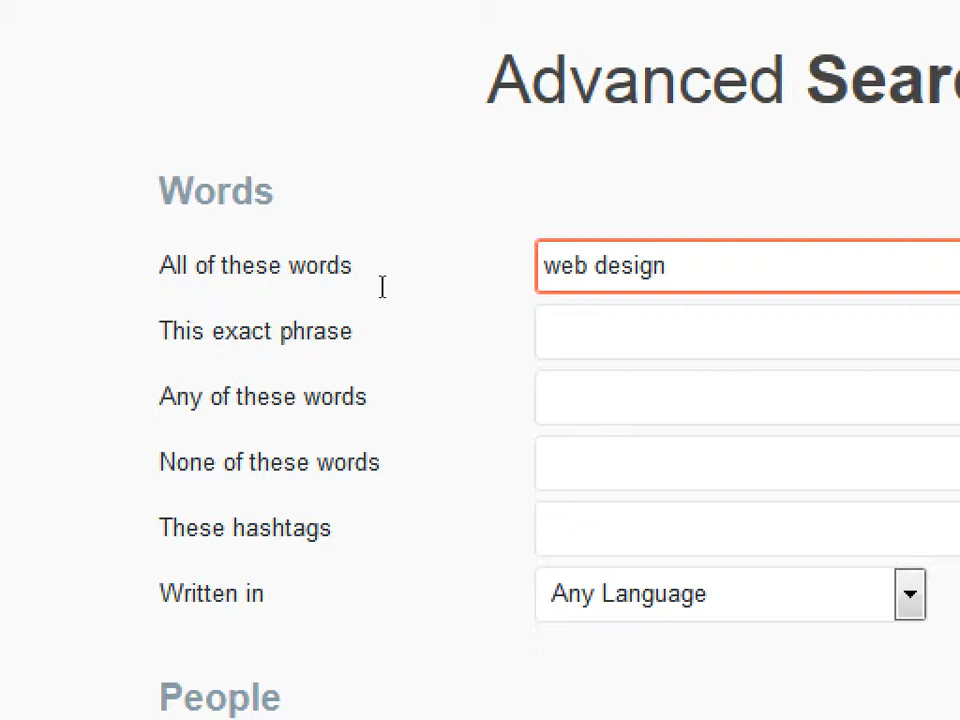 Advanced
Words
All of these words
web design
This exact phrase
Any of these words
None of these words
These hashtags
Written in
Any Language
People